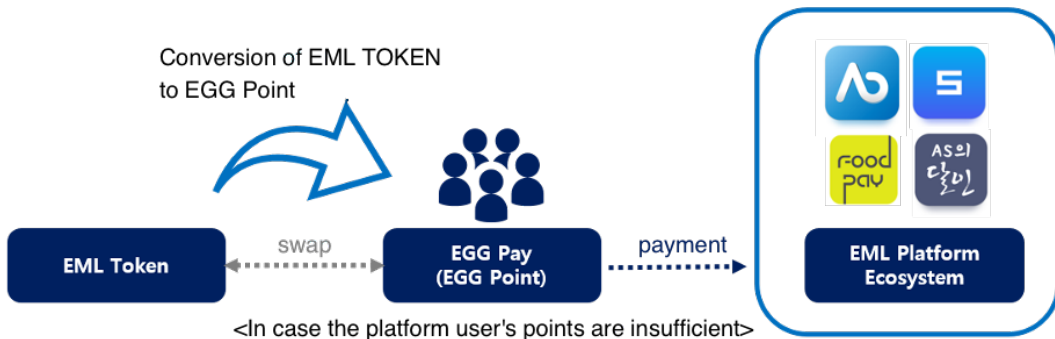 Conversion of EML TOKEN
to EGG Point
Food
pay
AS의
달인
EML Token
swap
EGG Pay
(EGG Point)
payment
EML Platform
Ecosystem
<In case the platform user's points are insufficient>